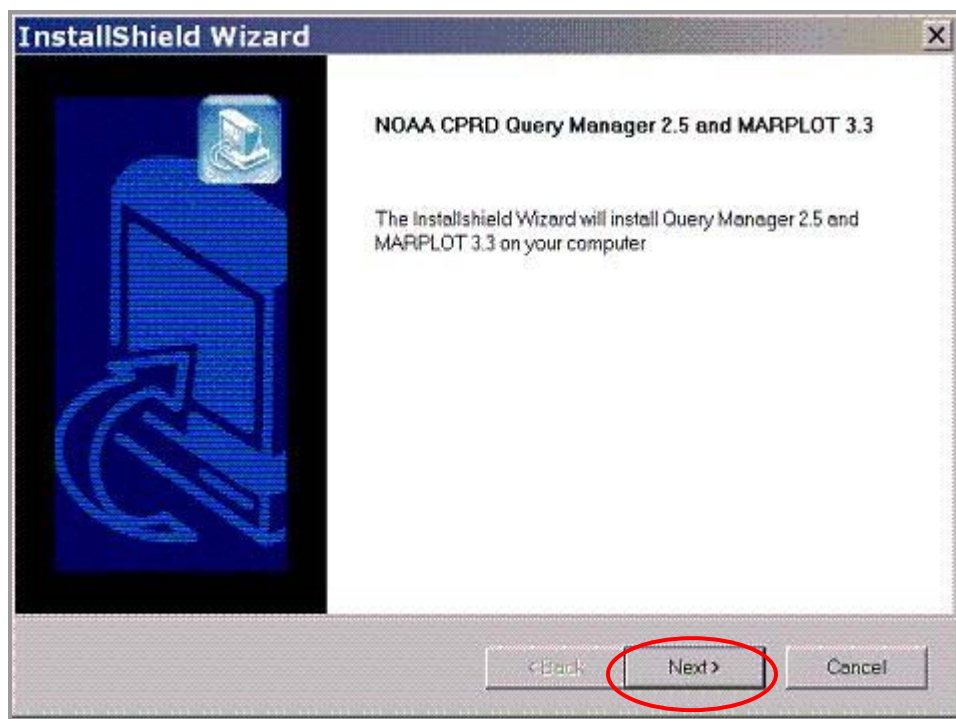 InstallShield Wizard
NOAA CPRD Query Manager 2.5 and MARPLOT 3.3
The Installshield Wizard will install Query Manager 2.5 and
MARPLOT 3.3 on your computer
< Back
Next >
Cancel